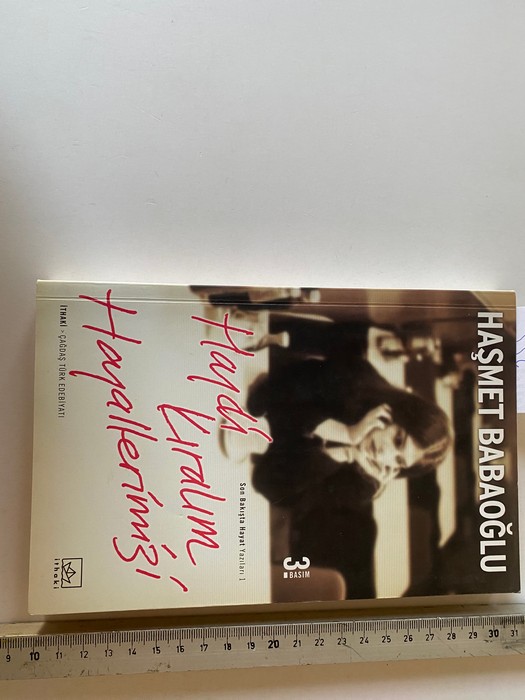 HAŞMET BABAOĞLU
3
BASIM
Son Bakışta Hayat Yazıları 1
Haydi
kıralım
Hayallerimizi
İTHAKİ > ÇAĞDAŞ TÜRK EDEBİYATI
ithaki
9 10 11 12 13 14 15 16 17 18 19 20 21 22 23 24 25 26 27 28 29 30 31